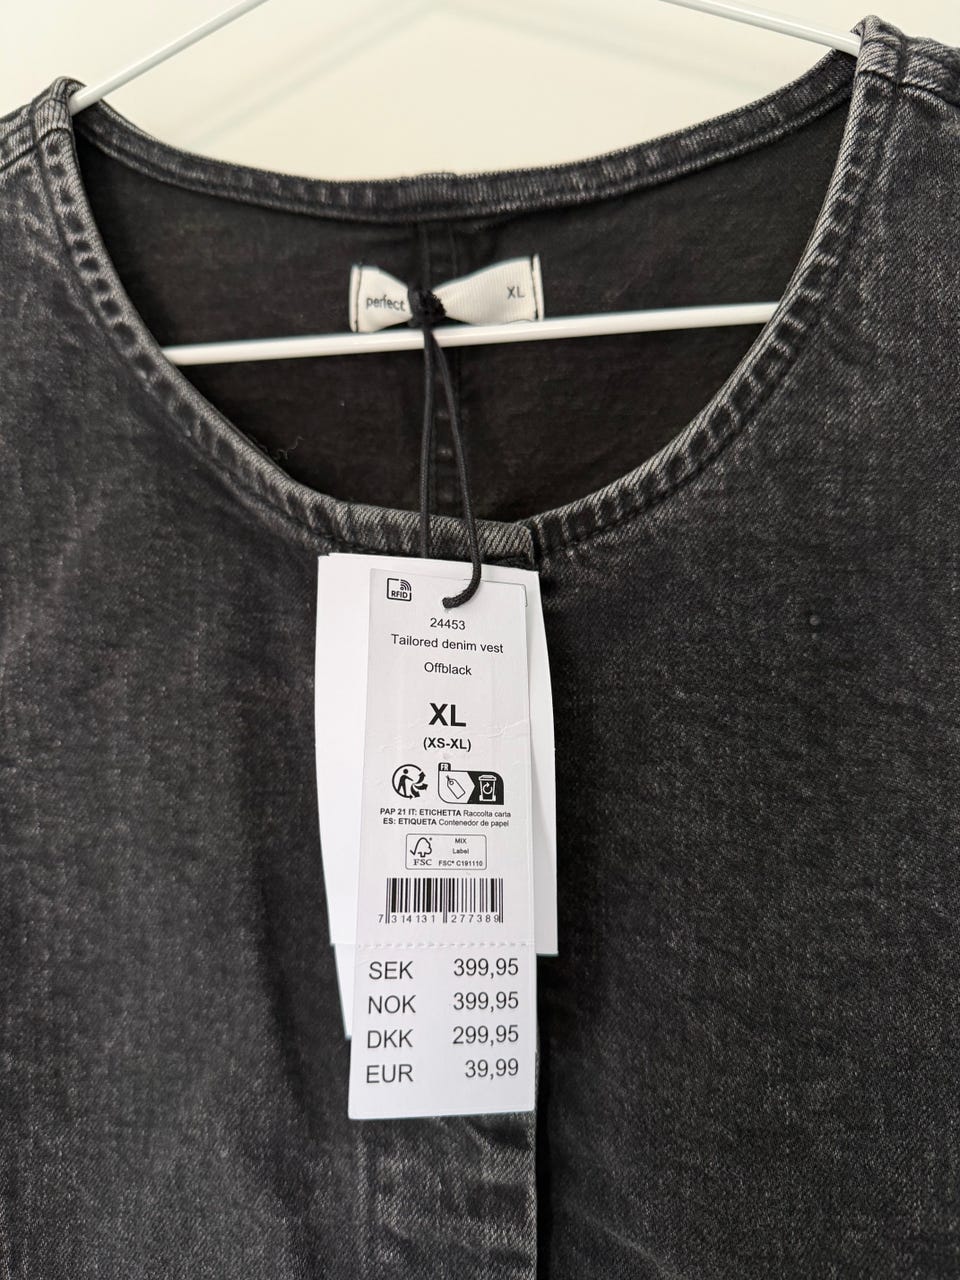 perfect
XL
RFID
24453
Tailored denim vest
Offblack
XL
(XS-XL)
FR
PAP 21 IT: ETICHETTA Raccolta carta
ES: ETIQUETA Contenedor de papel
FSC
MIX
Label
FSC® C191110
7 314131 277389
SEK 399,95
NOK 399,95
DKK 299,95
EUR 39,99